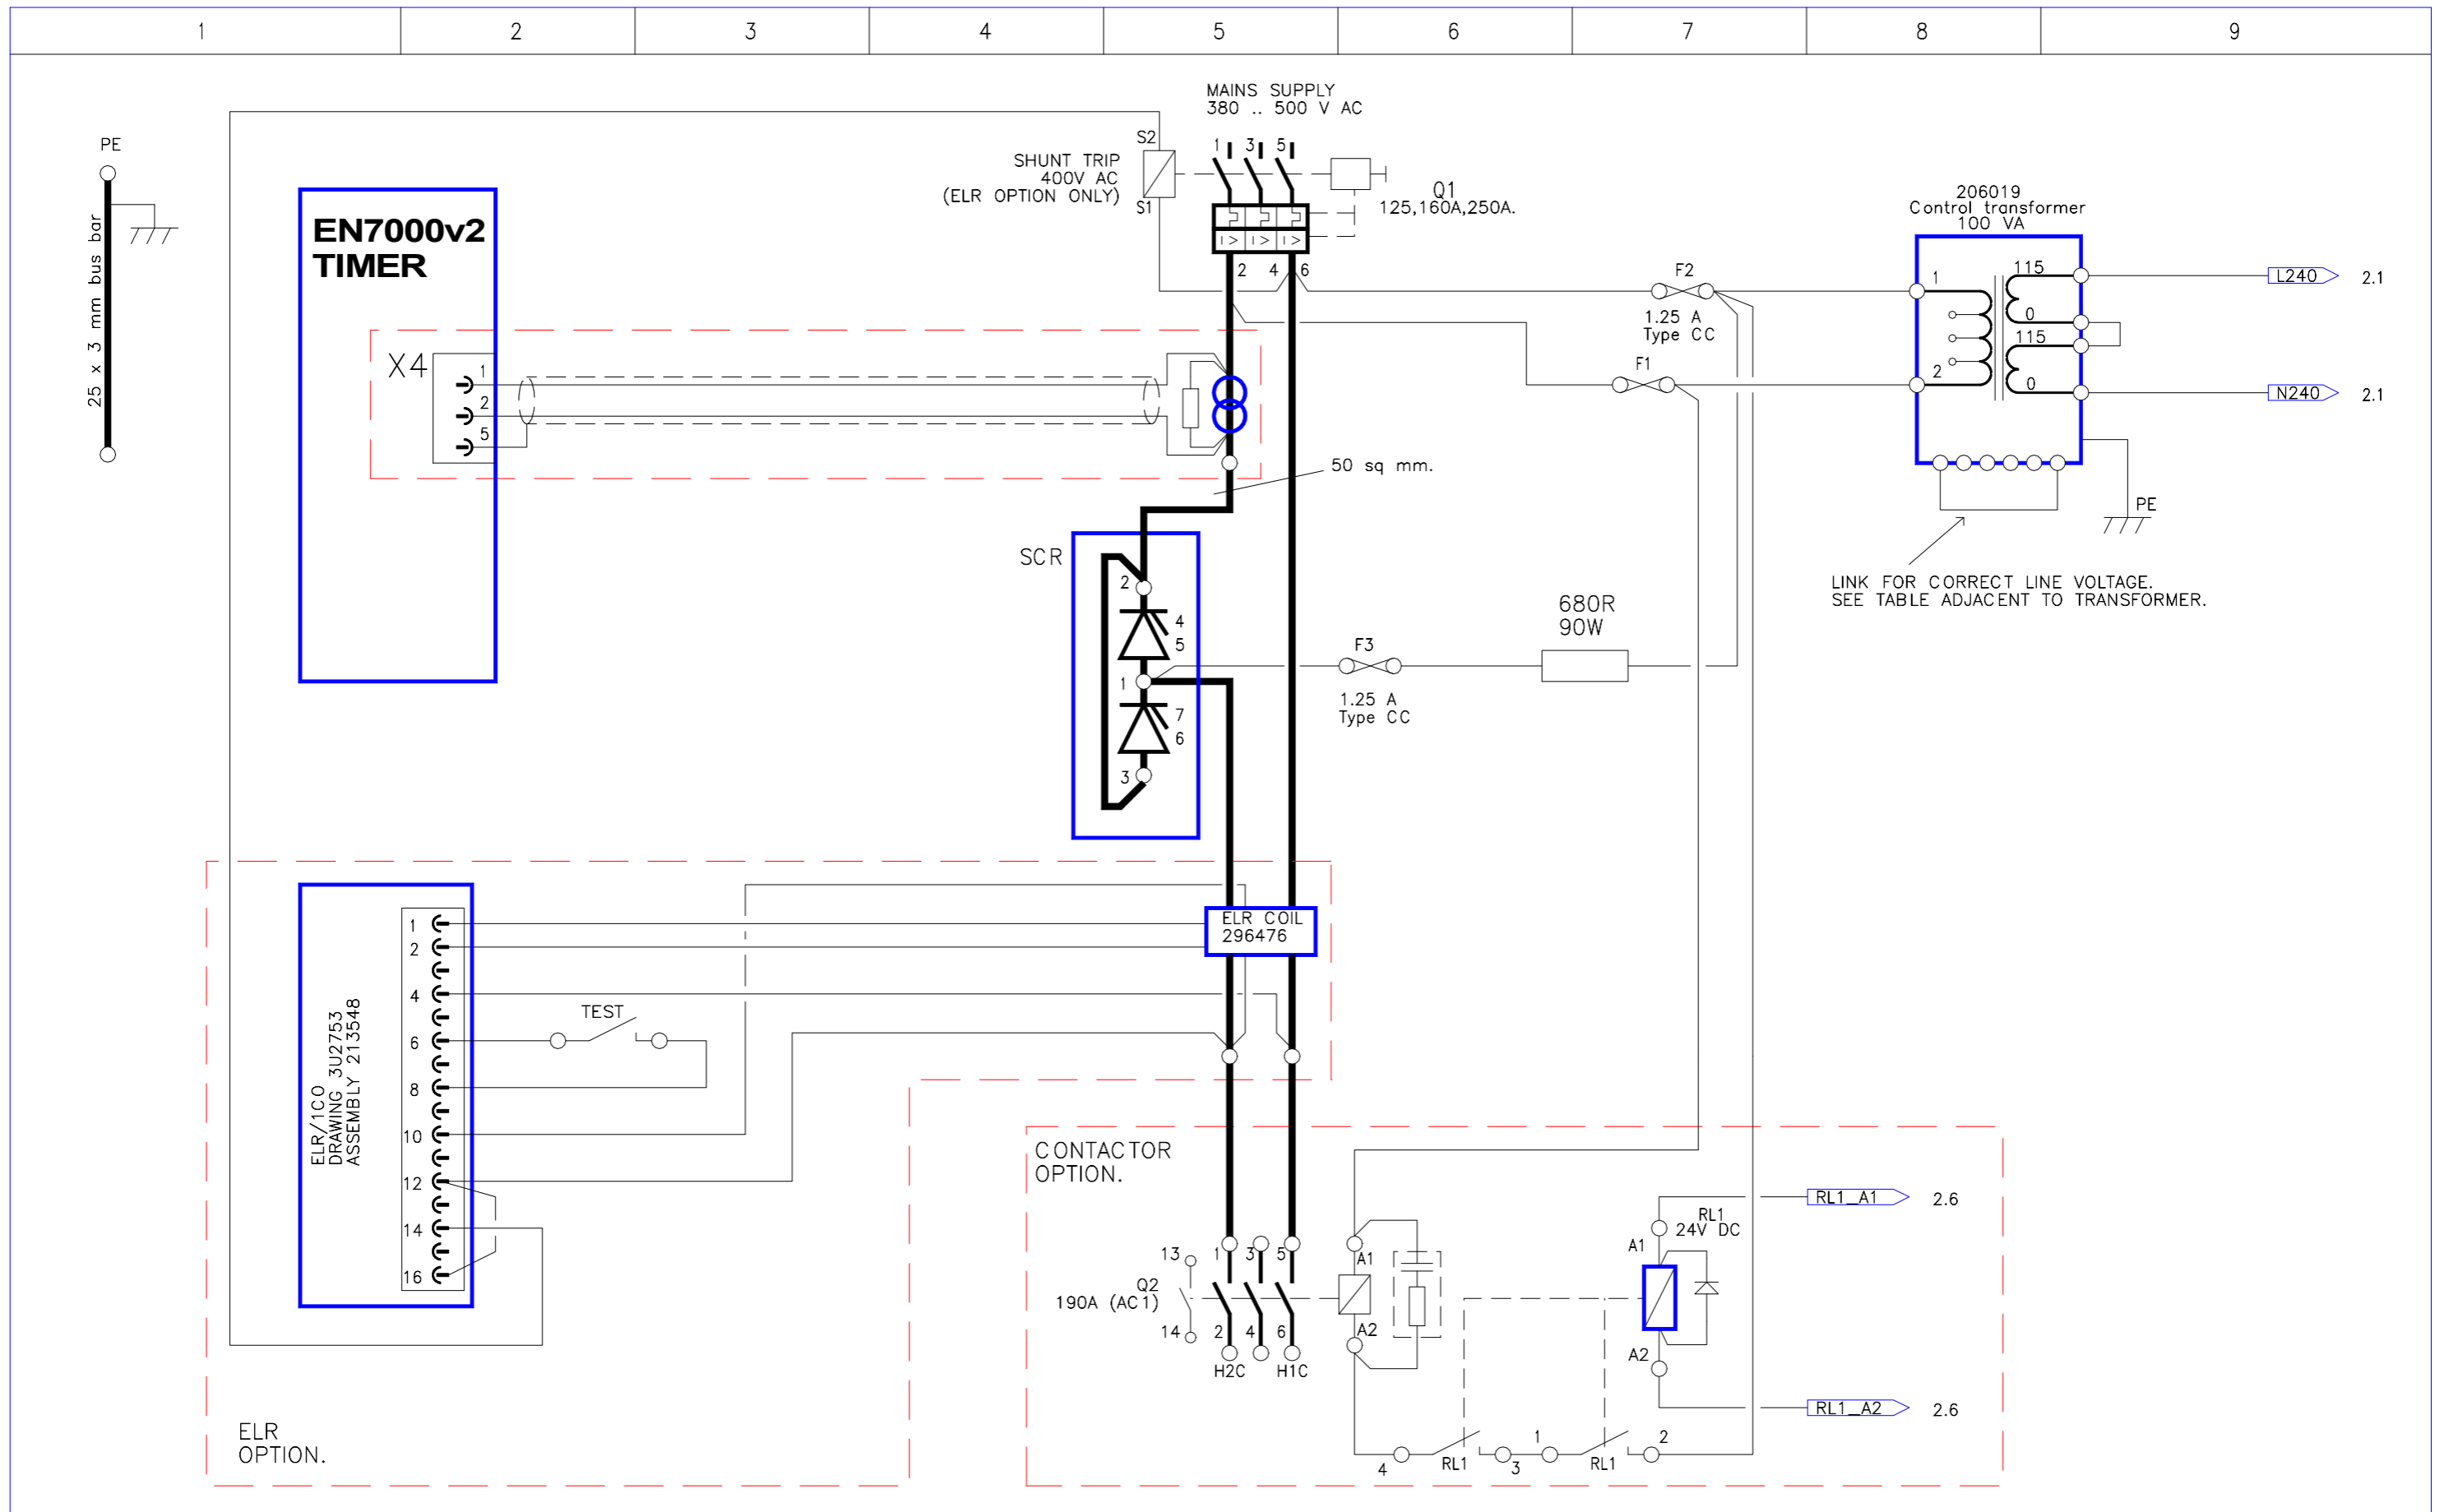 1 2 3 4 5 6 7 8 9
MAINS SUPPLY
380 .. 500 V AC
PE
25 x 3 mm bus bar
EN7000v2
TIMER
X4
1
2
5
S2
SHUNT TRIP
400V AC
(ELR OPTION ONLY)
S1
1 3 5
I> I> I>
2 4 6
Q1
125,160A,250A.
F2
1.25 A
Type CC
F1
206019
Control transformer
100 VA
1
2
115
0
115
0
L240 2.1
N240 2.1
PE
LINK FOR CORRECT LINE VOLTAGE.
SEE TABLE ADJACENT TO TRANSFORMER.
50 sq mm.
SCR
2
4
5
1
7
6
3
F3
1.25 A
Type CC
680R
90W
ELR COIL
296476
ELR/1CO
DRAWING 3U2753
ASSEMBLY 213548
1
2
4
6
8
10
12
14
16
TEST
ELR
OPTION.
CONTACTOR
OPTION.
13
14
Q2
190A (AC1)
1 3 5
2 4 6
H2C H1C
A1
A2
RL1
24V DC
A1
A2
RL1_A1 2.6
RL1_A2 2.6
4 RL1 3 1 RL1 2